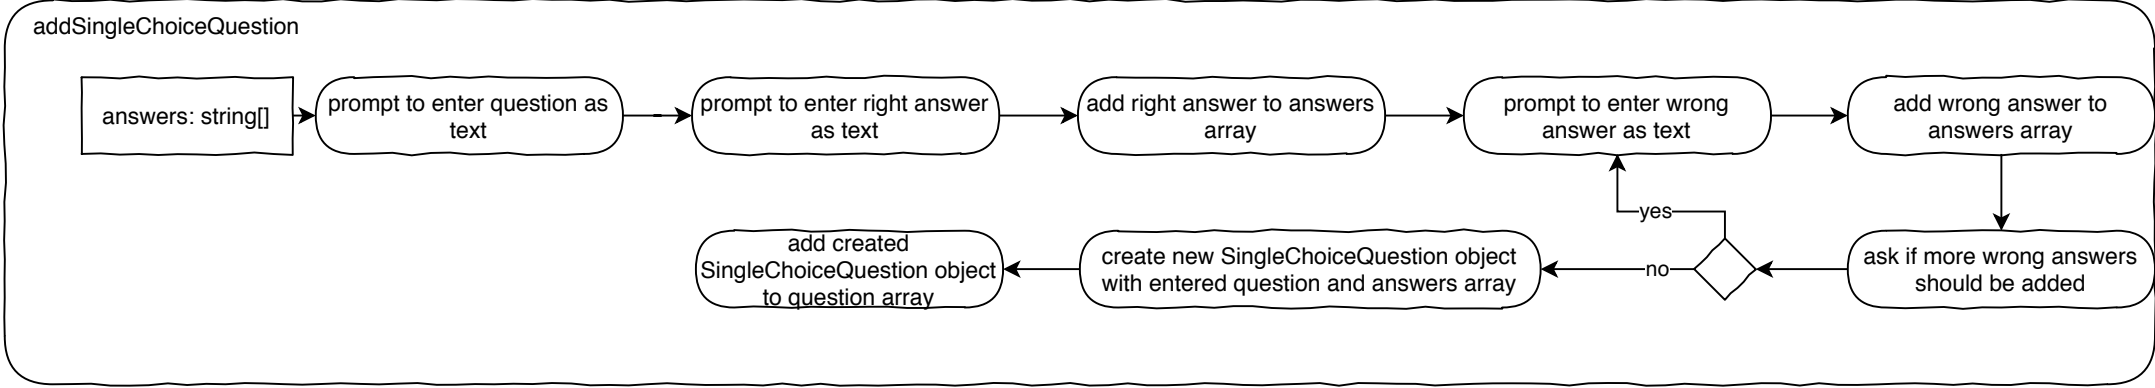 addSingleChoiceQuestion
answers: string[]
prompt to enter question as
text
prompt to enter right answer
as text
add right answer to answers
array
prompt to enter wrong
answer as text
add wrong answer to
answers array
ask if more wrong answers
should be added
yes
no
create new SingleChoiceQuestion object
with entered question and answers array
add created
SingleChoiceQuestion object
to question array